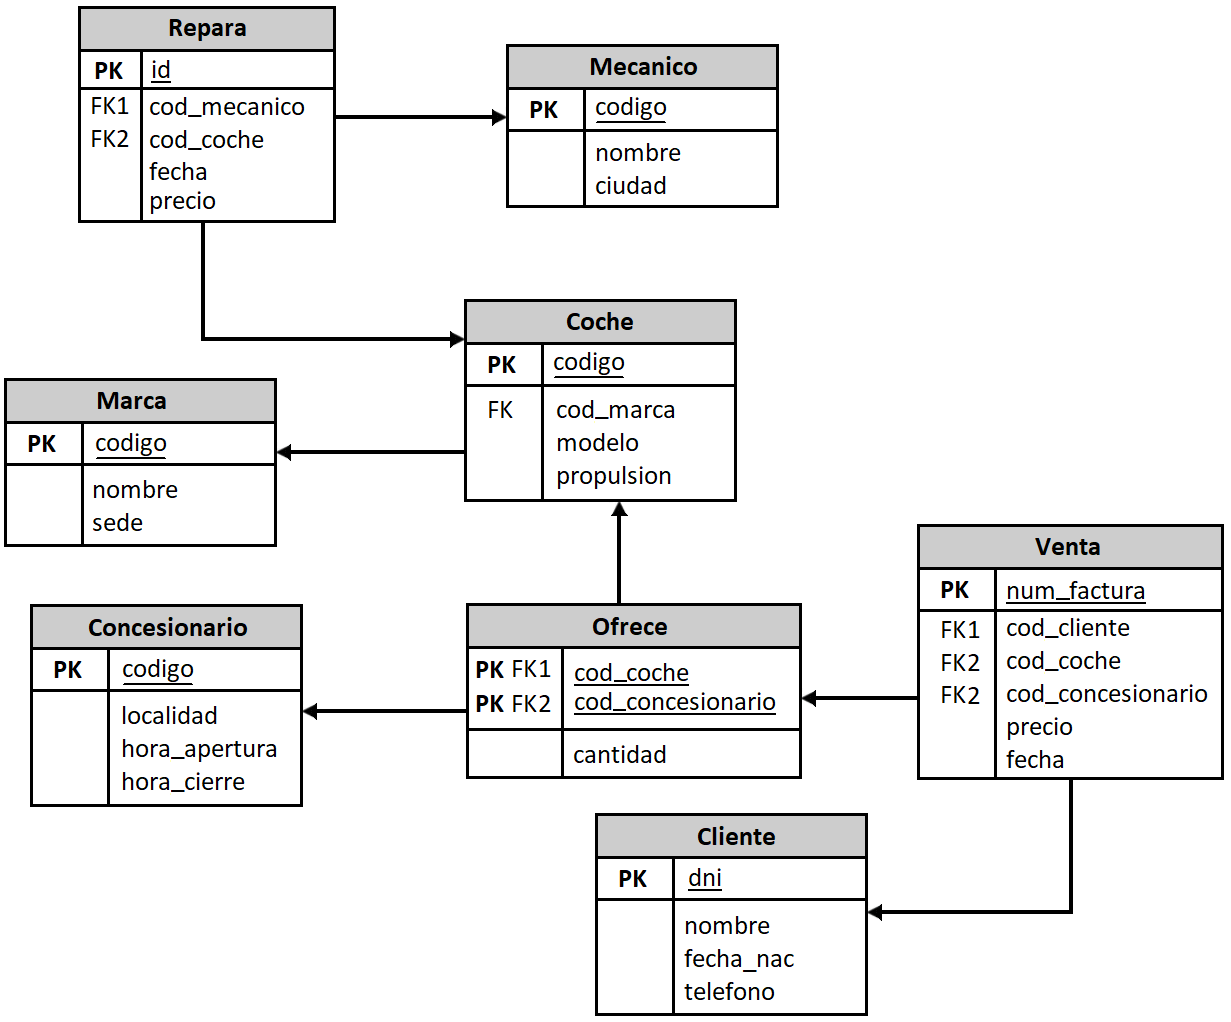 Repara
PK id
FK1 cod_mecanico
FK2 cod_coche
fecha
precio
Mecanico
PK codigo
nombre
ciudad
Coche
PK codigo
FK cod_marca
modelo
propulsion
Marca
PK codigo
nombre
sede
Venta
PK num_factura
FK1 cod_cliente
FK2 cod_coche
FK2 cod_concesionario
precio
fecha
Concesionario
PK codigo
localidad
hora_apertura
hora_cierre
Ofrece
PK FK1 cod_coche
PK FK2 cod_concesionario
cantidad
Cliente
PK dni
nombre
fecha_nac
telefono